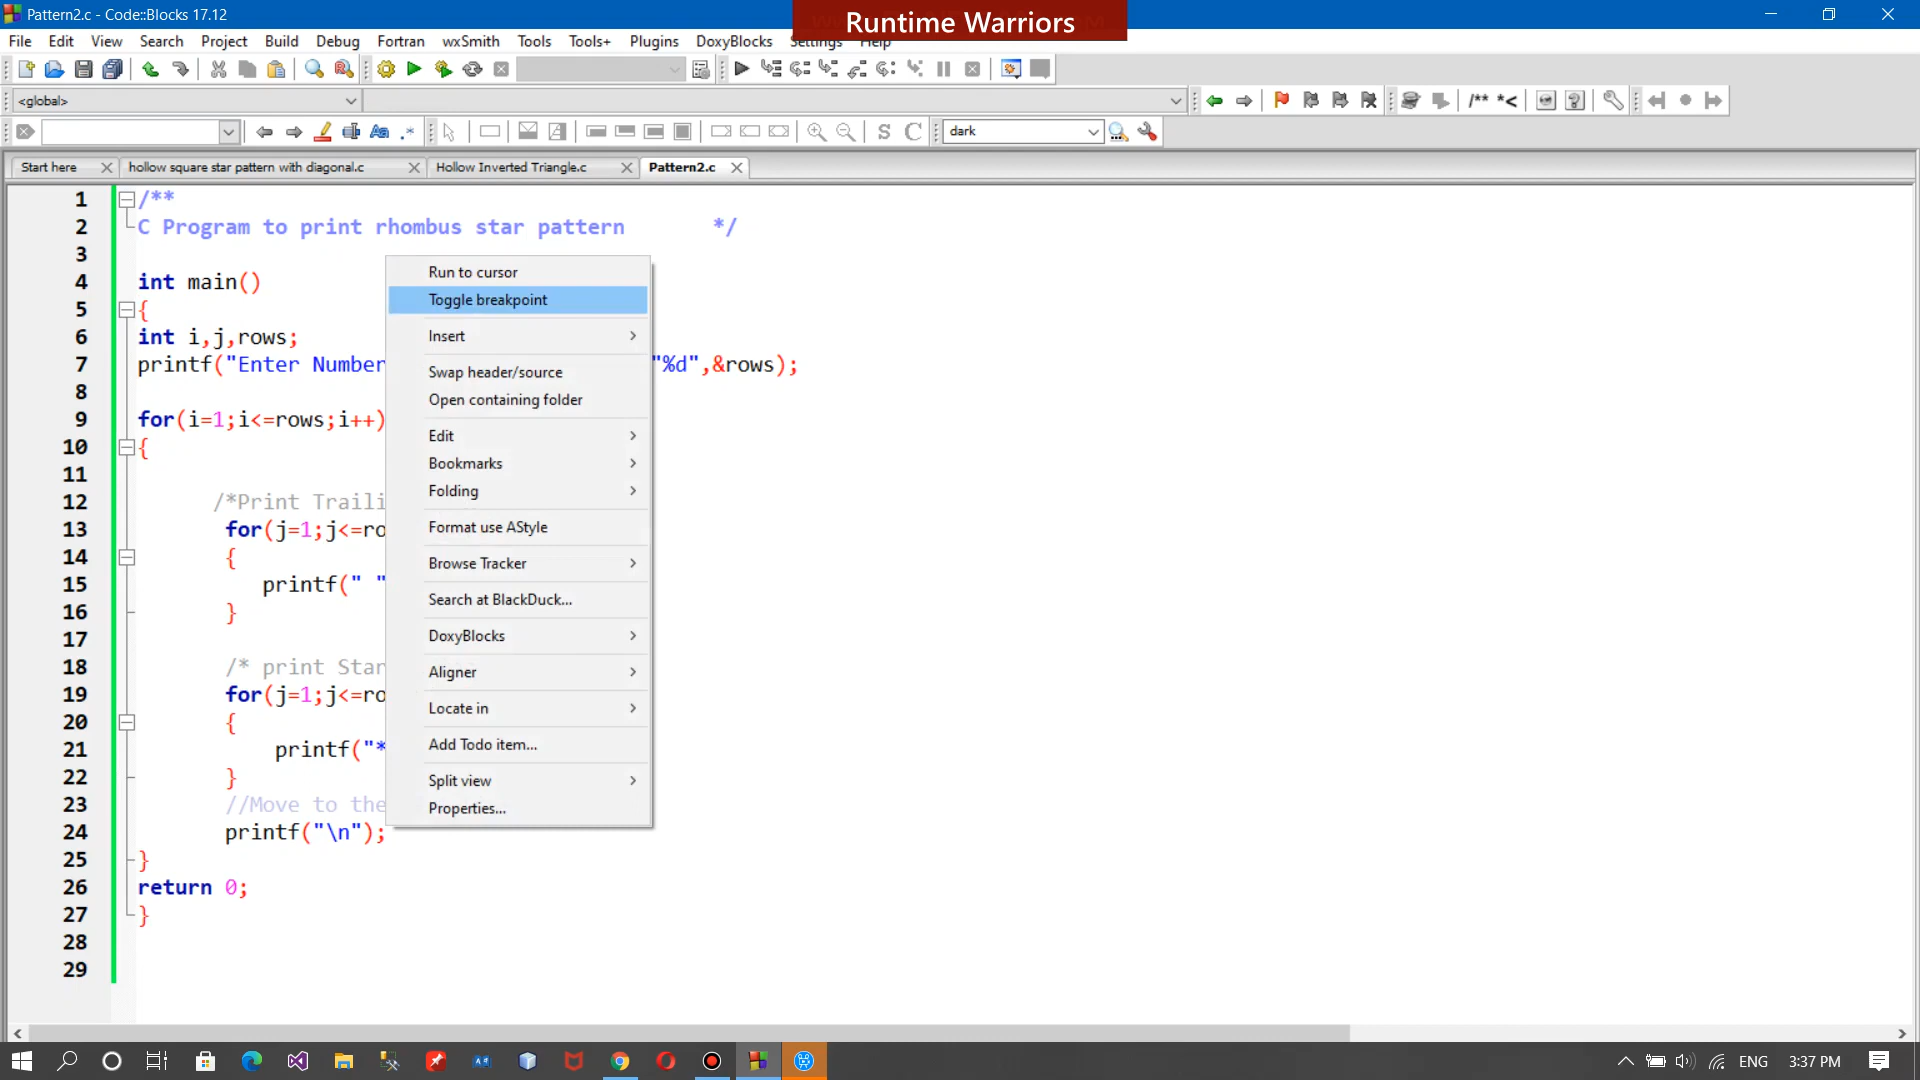 Pattern2.c - Code::Blocks 17.12
Runtime Warriors
File Edit View Search Project Build Debug Fortran wxSmith Tools Tools+ Plugins DoxyBlocks Settings Help
<global>
/** *<
S C dark
Start here hollow square star pattern with diagonal.c Hollow Inverted Triangle.c Pattern2.c
1 /**
2 C Program to print rhombus star pattern */
3
4 int main()
5 {
6 int i,j,rows;
7 printf("Enter Number "%d",&rows);
8
9 for(i=1;i<=rows;i++)
10 {
11
12 /*Print Traili
13 for(j=1;j<=ro
14 {
15 printf(" "
16 }
17
18 /* print Star
19 for(j=1;j<=ro
20 {
21 printf("*
22 }
23 //Move to the
24 printf("\n");
25 }
26 return 0;
27 }
28
29
Run to cursor
Toggle breakpoint
Insert
Swap header/source
Open containing folder
Edit
Bookmarks
Folding
Format use AStyle
Browse Tracker
Search at BlackDuck...
DoxyBlocks
Aligner
Locate in
Add Todo item...
Split view
Properties...
ENG 3:37 PM